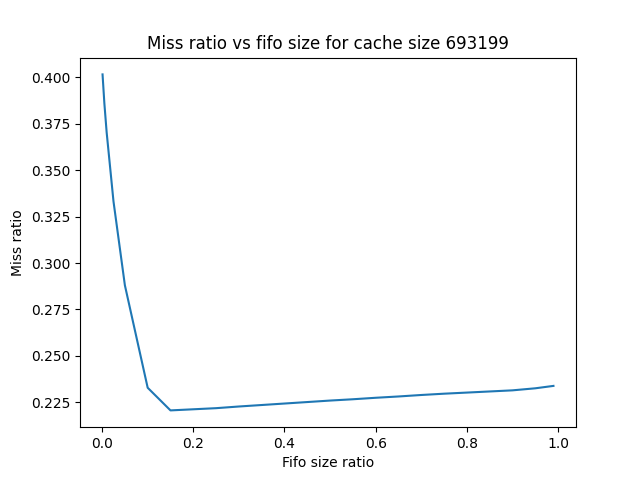 Miss ratio vs fifo size for cache size 693199
0.400
0.375
0.350
0.325
0.300
0.275
0.250
0.225
Miss ratio
0.0 0.2 0.4 0.6 0.8 1.0
Fifo size ratio